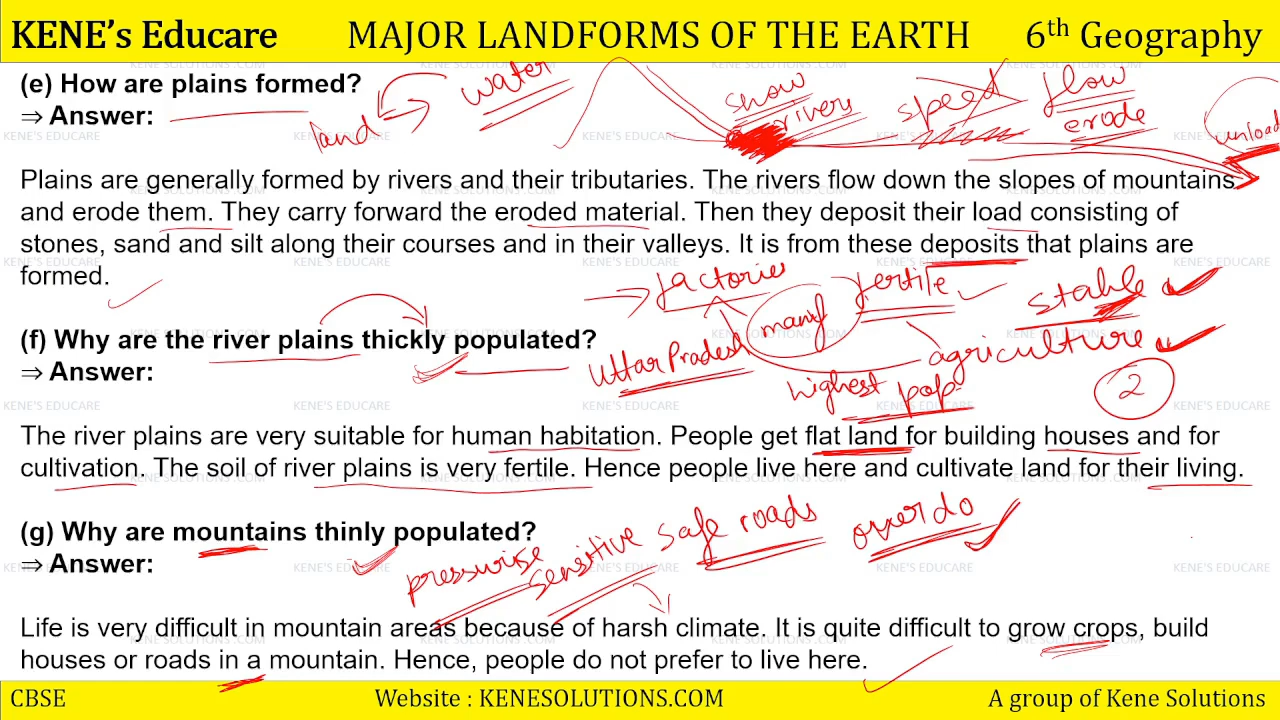 KENE's Educare MAJOR LANDFORMS OF THE EARTH 6th Geography
(e) How are plains formed?
⇒ Answer:
water
land
snow
rivers
speed
flow
erode
unload
Plains are generally formed by rivers and their tributaries. The rivers flow down the slopes of mountains
and erode them. They carry forward the eroded material. Then they deposit their load consisting of
stones, sand and silt along their courses and in their valleys. It is from these deposits that plains are
formed.
factories
fertile
stable
manif
agriculture
Uttar Pradesh
highest pop
2
(f) Why are the river plains thickly populated?
⇒ Answer:
The river plains are very suitable for human habitation. People get flat land for building houses and for
cultivation. The soil of river plains is very fertile. Hence people live here and cultivate land for their living.
(g) Why are mountains thinly populated?
⇒ Answer:
sensitive safe roads
overdo
Life is very difficult in mountain areas because of harsh climate. It is quite difficult to grow crops, build
houses or roads in a mountain. Hence, people do not prefer to live here.
CBSE Website : KENESOLUTIONS.COM A group of Kene Solutions
KENE'S EDUCARE
KENE SOLUTIONS .COM